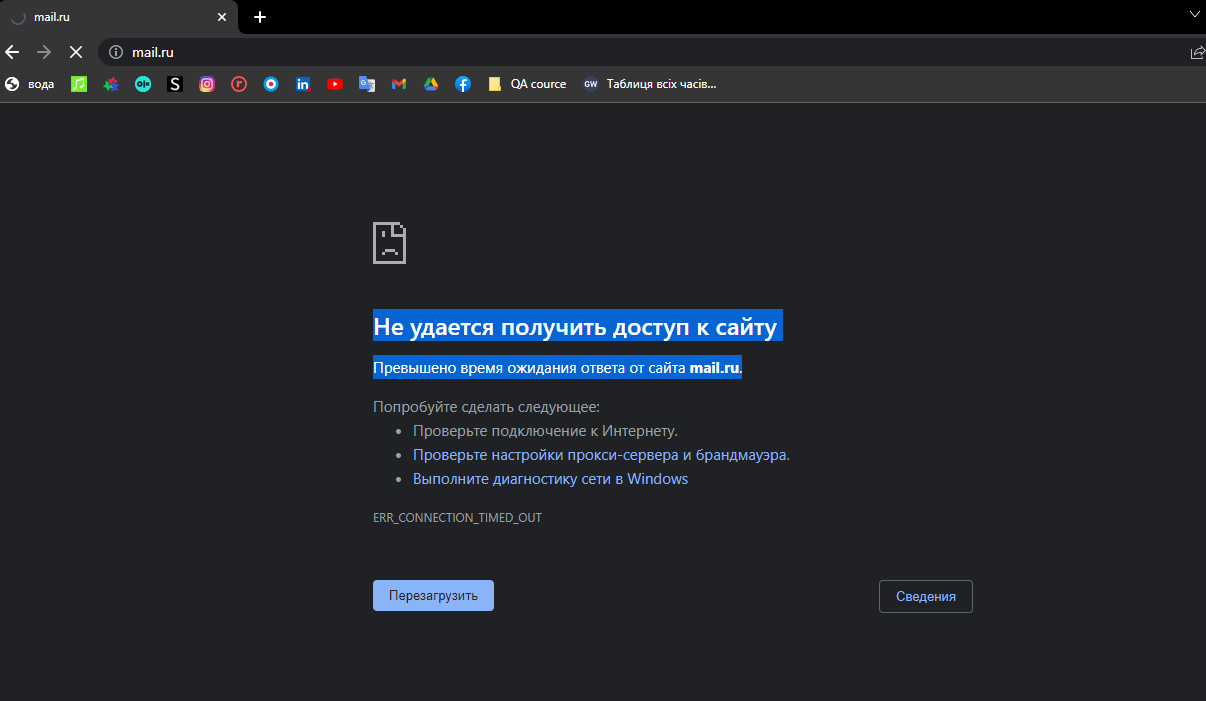 mail.ru
mail.ru
вода
S
in
GW
QA cource
Таблиця всіх часів...
Не удается получить доступ к сайту
Превышено время ожидания ответа от сайта mail.ru.
Попробуйте сделать следующее:
Проверьте подключение к Интернету.
Проверьте настройки прокси-сервера и брандмауэра.
Выполните диагностику сети в Windows
ERR_CONNECTION_TIMED_OUT
Перезагрузить
Сведения